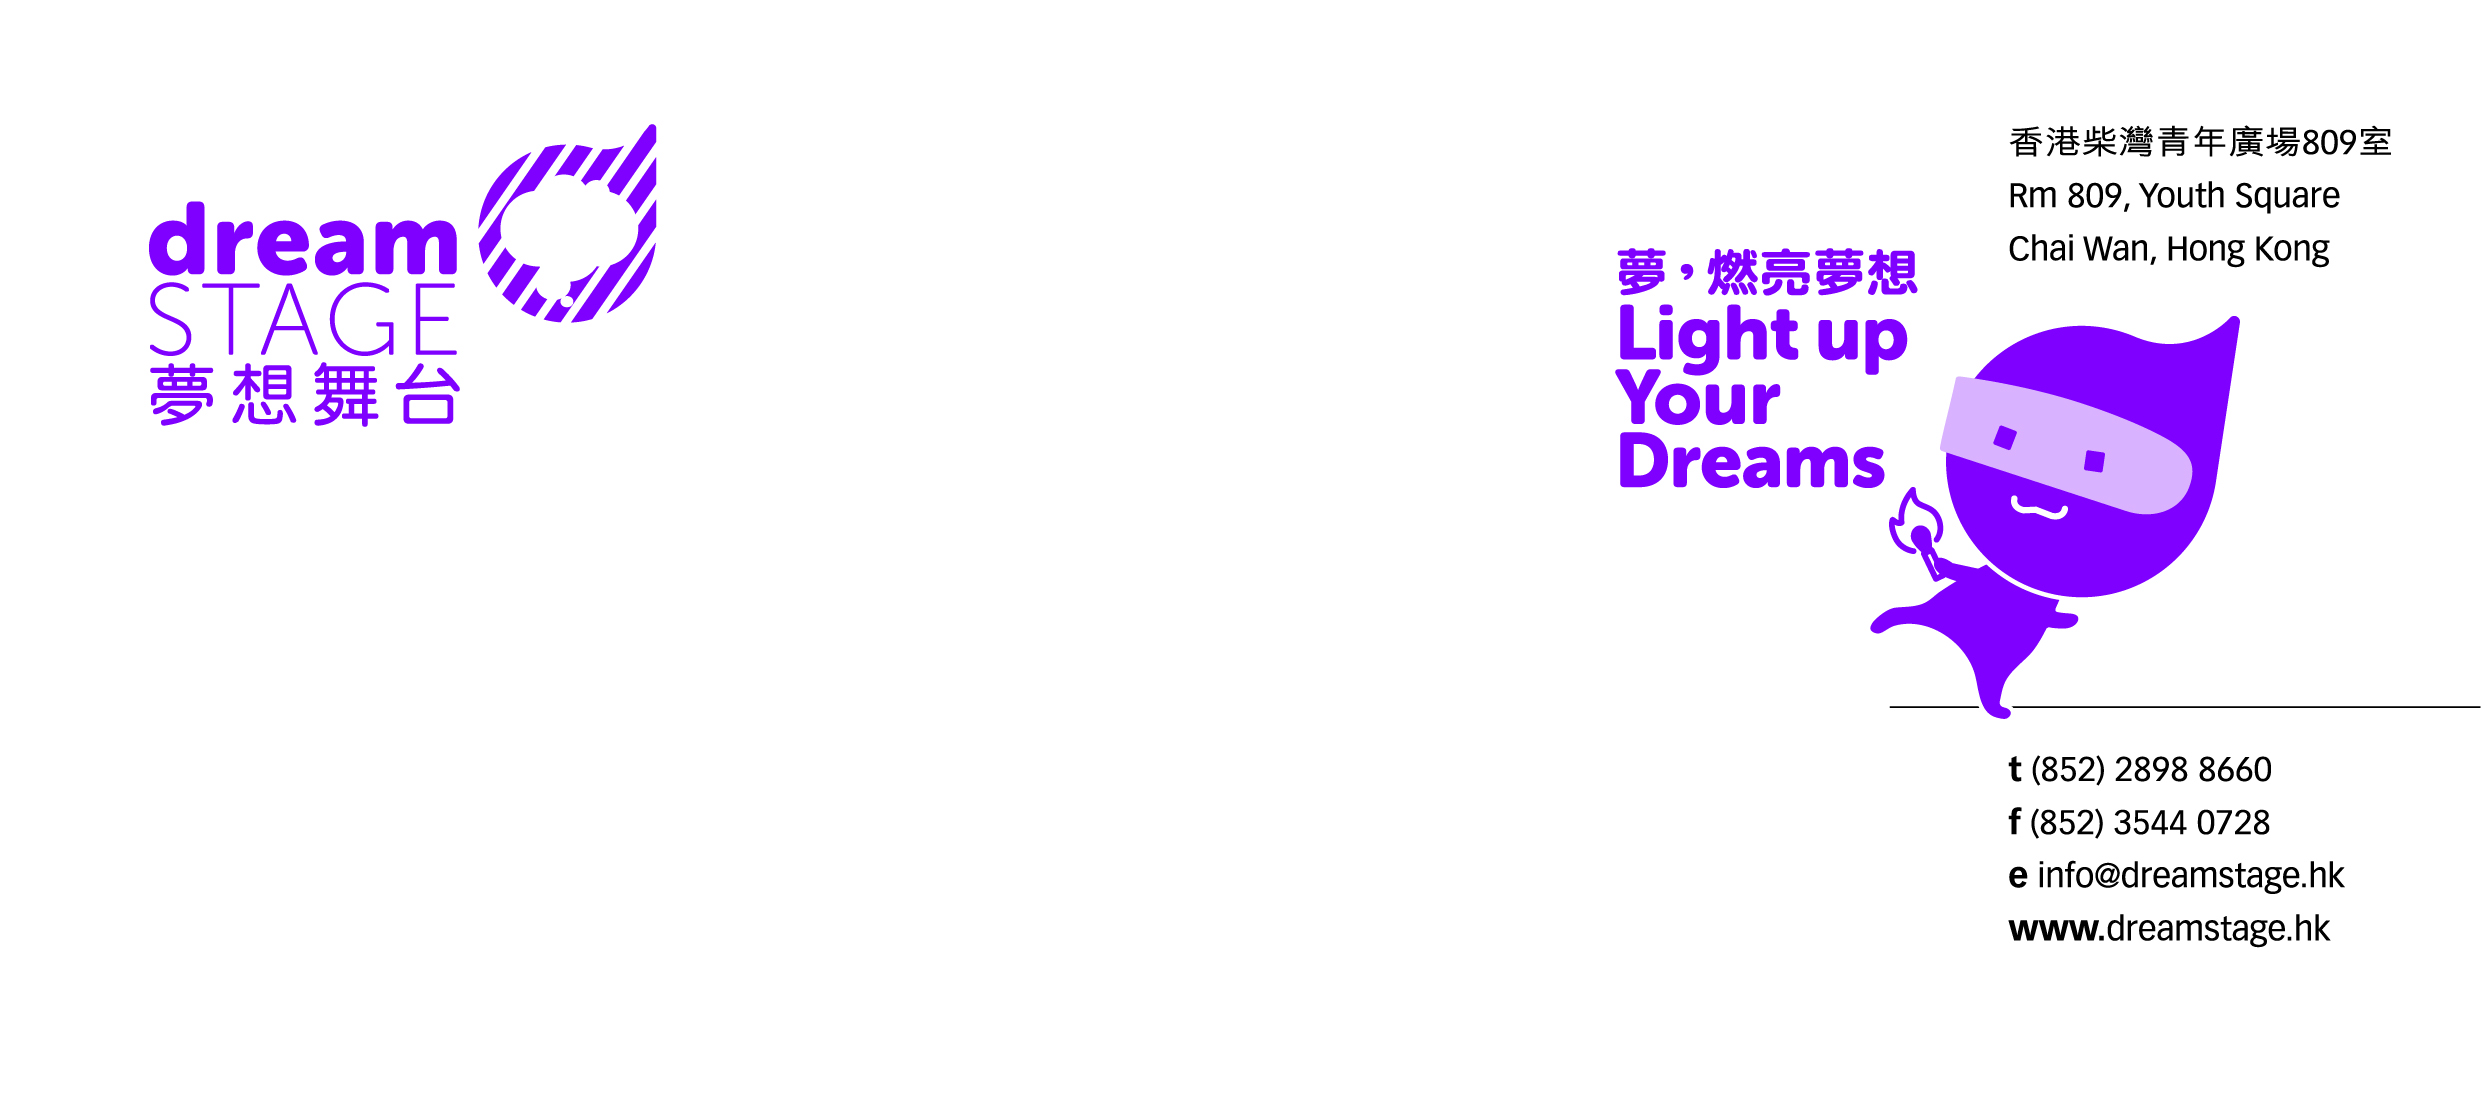 dream
STAGE
夢想舞台
夢，燃亮夢想
Light up
Your
Dreams
香港柴灣青年廣場809室
Rm 809, Youth Square
Chai Wan, Hong Kong
t (852) 2898 8660
f (852) 3544 0728
e info@dreamstage.hk
www.dreamstage.hk